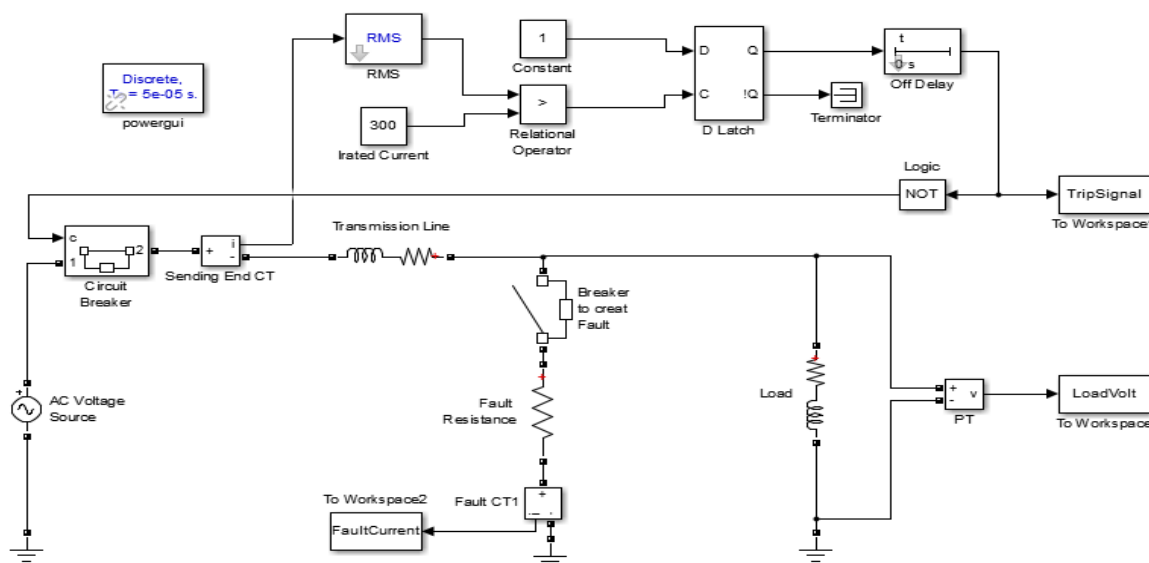 RMS
RMS
1
Constant
D
Q
C
!Q
D Latch
t
0 s
Off Delay
Terminator
Discrete,
= 5e-05 s.
powergui
300
Irated Current
>
Relational
Operator
Logic
NOT
TripSignal
To Workspace
c
1
2
Circuit
Breaker
+
i
-
Sending End CT
Transmission Line
+
Breaker
to creat
Fault
+
AC Voltage
Source
+
Fault
Resistance
+
Load
+
-
v
PT
LoadVolt
To Workspace
To Workspace2
FaultCurrent
Fault CT1
+
i
-